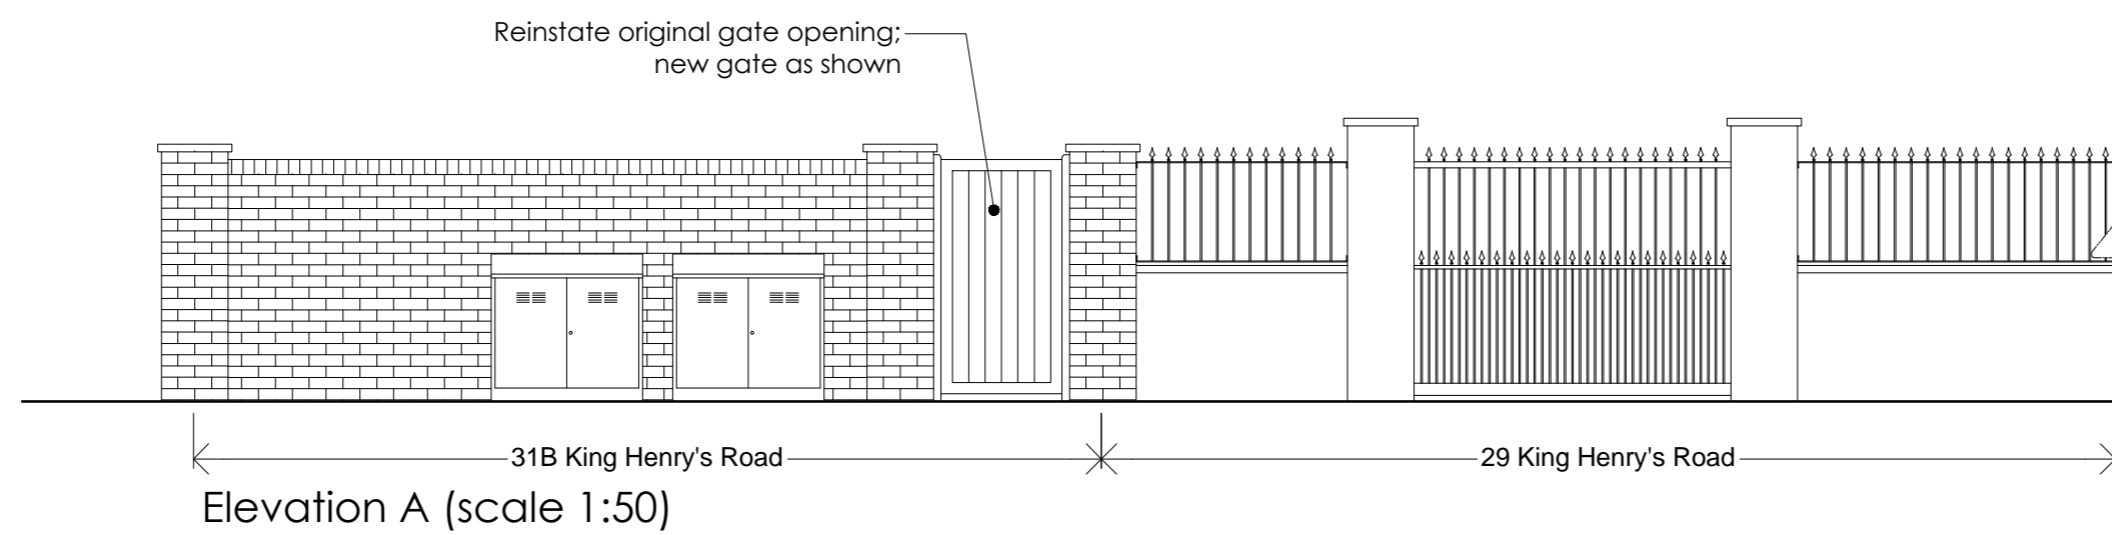 Reinstate original gate opening;
new gate as shown
31B King Henry's Road
29 King Henry's Road
Elevation A (scale 1:50)